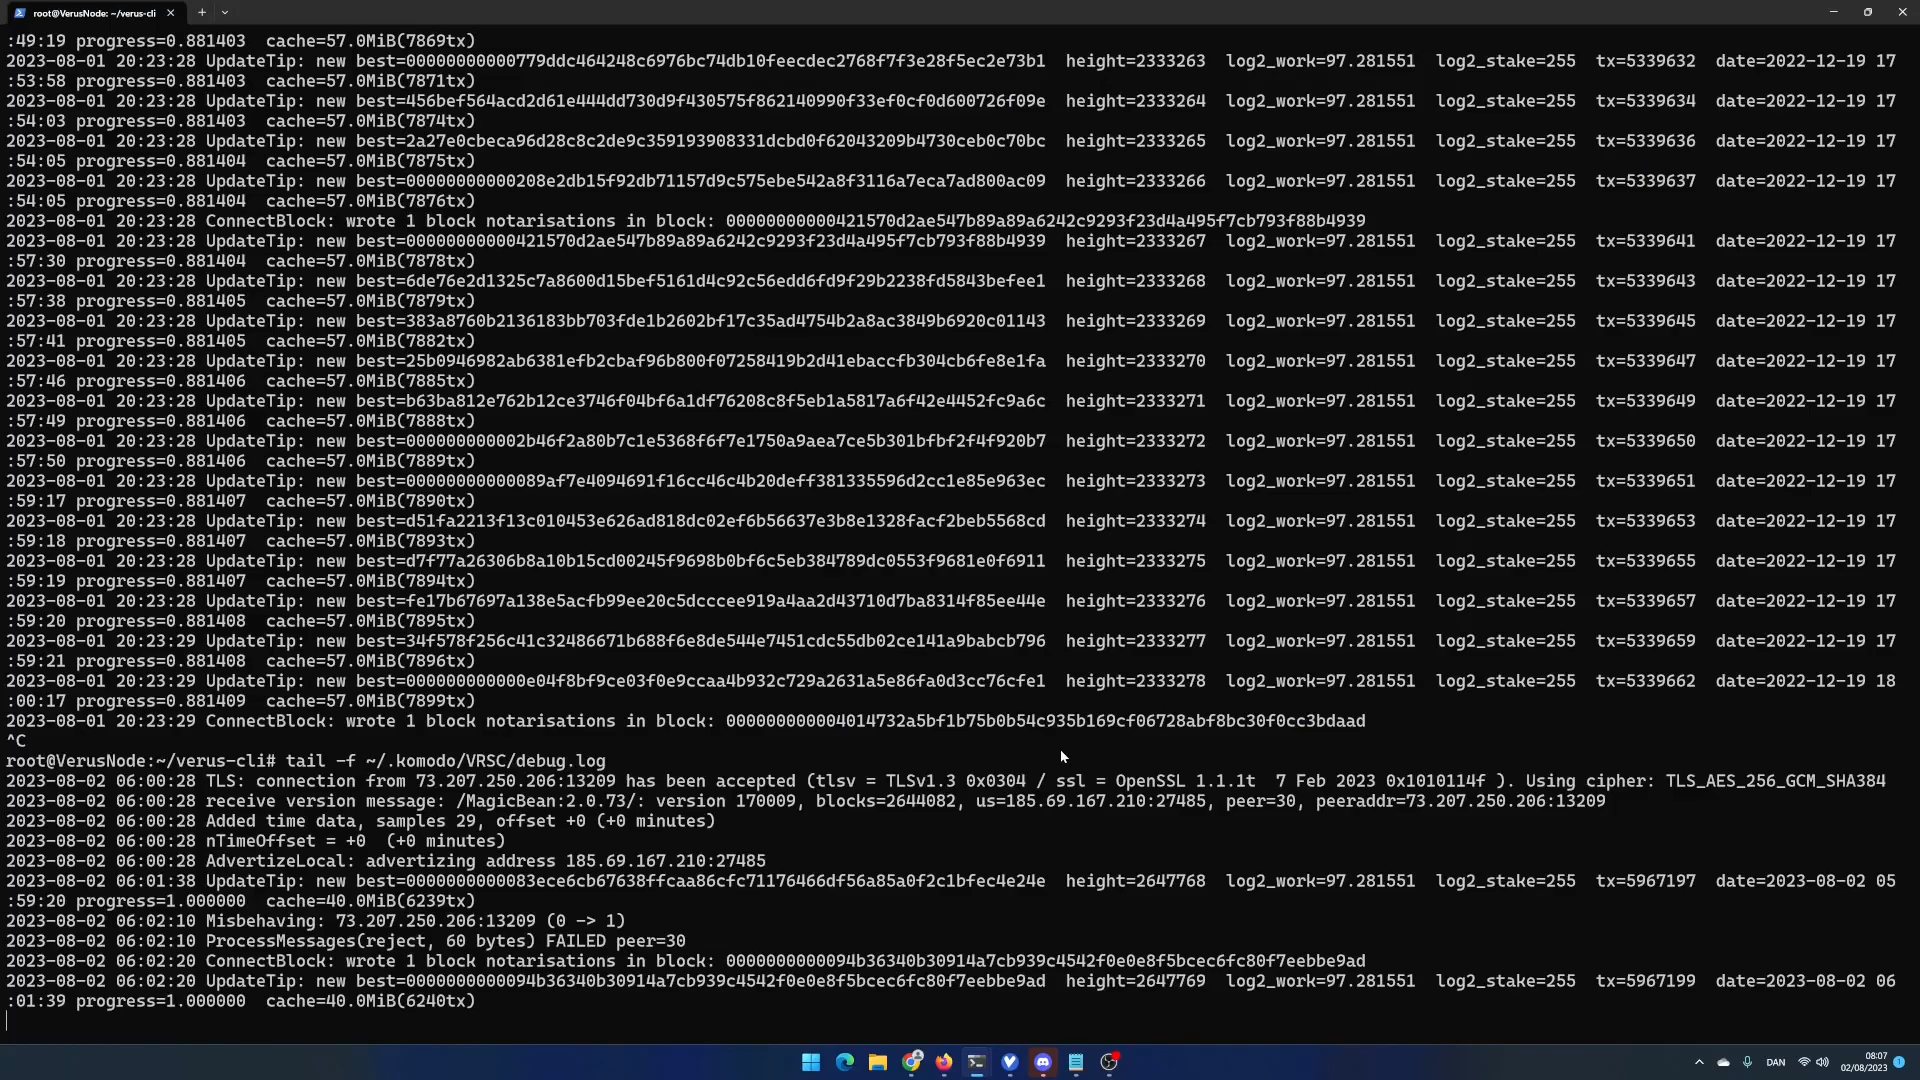 root@VerusNode: ~/verus-cli
:49:19 progress=0.881403  cache=57.0MiB(7869tx)
2023-08-01 20:23:28 UpdateTip: new best=00000000000779ddc464248c6976bc74db10feecdec2768f7f3e28f5ec2e73b1  height=2333263  log2_work=97.281551  log2_stake=255  tx=5339632  date=2022-12-19 17
:53:58 progress=0.881403  cache=57.0MiB(7871tx)
2023-08-01 20:23:28 UpdateTip: new best=456bef564acd2d61e444dd730d9f430575f862140990f33ef0cf0d600726f09e  height=2333264  log2_work=97.281551  log2_stake=255  tx=5339634  date=2022-12-19 17
:54:03 progress=0.881403  cache=57.0MiB(7874tx)
2023-08-01 20:23:28 UpdateTip: new best=2a27e0cbeca96d28c8c2de9c359193908331dcbd0f62043209b4730ceb0c70bc  height=2333265  log2_work=97.281551  log2_stake=255  tx=5339636  date=2022-12-19 17
:54:05 progress=0.881404  cache=57.0MiB(7875tx)
2023-08-01 20:23:28 UpdateTip: new best=00000000000208e2db15f92db71157d9c575ebe542a8f3116a7eca7ad800ac09  height=2333266  log2_work=97.281551  log2_stake=255  tx=5339637  date=2022-12-19 17
:54:05 progress=0.881404  cache=57.0MiB(7876tx)
2023-08-01 20:23:28 ConnectBlock: wrote 1 block notarisations in block: 00000000000421570d2ae547b89a89a6242c9293f23d4a495f7cb793f88b4939
2023-08-01 20:23:28 UpdateTip: new best=00000000000421570d2ae547b89a89a6242c9293f23d4a495f7cb793f88b4939  height=2333267  log2_work=97.281551  log2_stake=255  tx=5339641  date=2022-12-19 17
:57:30 progress=0.881404  cache=57.0MiB(7878tx)
2023-08-01 20:23:28 UpdateTip: new best=6de76e2d1325c7a8600d15bef5161d4c92c56edd6fd9f29b2238fd5843befee1  height=2333268  log2_work=97.281551  log2_stake=255  tx=5339643  date=2022-12-19 17
:57:38 progress=0.881405  cache=57.0MiB(7879tx)
2023-08-01 20:23:28 UpdateTip: new best=383a8760b2136183bb703fde1b2602bf17c35ad4754b2a8ac3849b6920c01143  height=2333269  log2_work=97.281551  log2_stake=255  tx=5339645  date=2022-12-19 17
:57:41 progress=0.881405  cache=57.0MiB(7882tx)
2023-08-01 20:23:28 UpdateTip: new best=25b0946982ab6381efb2cbaf96b800f07258419b2d41ebaccfb304cb6fe8e1fa  height=2333270  log2_work=97.281551  log2_stake=255  tx=5339647  date=2022-12-19 17
:57:46 progress=0.881406  cache=57.0MiB(7885tx)
2023-08-01 20:23:28 UpdateTip: new best=b63ba812e762b12ce3746f04bf6a1df76208c8f5eb1a5817a6f42e4452fc9a6c  height=2333271  log2_work=97.281551  log2_stake=255  tx=5339649  date=2022-12-19 17
:57:49 progress=0.881406  cache=57.0MiB(7888tx)
2023-08-01 20:23:28 UpdateTip: new best=000000000002b46f2a80b7c1e5368f6f7e1750a9aea7ce5b301bfbf2f4f920b7  height=2333272  log2_work=97.281551  log2_stake=255  tx=5339650  date=2022-12-19 17
:57:50 progress=0.881406  cache=57.0MiB(7889tx)
2023-08-01 20:23:28 UpdateTip: new best=0000000000089af7e4094691f16cc46c4b20deff381335596d2cc1e85e963ec  height=2333273  log2_work=97.281551  log2_stake=255  tx=5339651  date=2022-12-19 17
:59:17 progress=0.881407  cache=57.0MiB(7890tx)
2023-08-01 20:23:28 UpdateTip: new best=d51fa2213f13c010453e626ad818dc02ef6b56637e3b8e1328facf2beb5568cd  height=2333274  log2_work=97.281551  log2_stake=255  tx=5339653  date=2022-12-19 17
:59:18 progress=0.881407  cache=57.0MiB(7893tx)
2023-08-01 20:23:28 UpdateTip: new best=d7f77a26306b8a10b15cd00245f9698b0bf6c5eb384789dc0553f9681e0f6911  height=2333275  log2_work=97.281551  log2_stake=255  tx=5339655  date=2022-12-19 17
:59:19 progress=0.881407  cache=57.0MiB(7894tx)
2023-08-01 20:23:28 UpdateTip: new best=fe17b67697a138e5acfb99ee20c5dcccee919a4aa2d43710d7ba8314f85ee44e  height=2333276  log2_work=97.281551  log2_stake=255  tx=5339657  date=2022-12-19 17
:59:20 progress=0.881408  cache=57.0MiB(7895tx)
2023-08-01 20:23:29 UpdateTip: new best=34f578f256c41c32486671b688f6e8de544e7451cdc55db02ce141a9babcb796  height=2333277  log2_work=97.281551  log2_stake=255  tx=5339659  date=2022-12-19 17
:59:21 progress=0.881408  cache=57.0MiB(7896tx)
2023-08-01 20:23:29 UpdateTip: new best=000000000000e04f8bf9ce03f0e9ccaa4b932c729a2631a5e86fa0d3cc76cfe1  height=2333278  log2_work=97.281551  log2_stake=255  tx=5339662  date=2022-12-19 18
:00:17 progress=0.881409  cache=57.0MiB(7899tx)
2023-08-01 20:23:29 ConnectBlock: wrote 1 block notarisations in block: 000000000004014732a5bf1b75b0b54c935b169cf06728abf8bc30f0cc3bdaad
^C
root@VerusNode:~/verus-cli# tail -f ~/.komodo/VRSC/debug.log
2023-08-02 06:00:28 TLS: connection from 73.207.250.206:13209 has been accepted (tlsv = TLSv1.3 0x0304 / ssl = OpenSSL 1.1.1t  7 Feb 2023 0x1010114f ). Using cipher: TLS_AES_256_GCM_SHA384
2023-08-02 06:00:28 receive version message: /MagicBean:2.0.73/: version 170009, blocks=2644082, us=185.69.167.210:27485, peer=30, peeraddr=73.207.250.206:13209
2023-08-02 06:00:28 Added time data, samples 29, offset +0 (+0 minutes)
2023-08-02 06:00:28 nTimeOffset = +0  (+0 minutes)
2023-08-02 06:00:28 AdvertizeLocal: advertizing address 185.69.167.210:27485
2023-08-02 06:01:38 UpdateTip: new best=0000000000083ece6cb67638ffcaa86cfc71176466df56a85a0f2c1bfec4e24e  height=2647768  log2_work=97.281551  log2_stake=255  tx=5967197  date=2023-08-02 05
:59:20 progress=1.000000  cache=40.0MiB(6239tx)
2023-08-02 06:02:10 Misbehaving: 73.207.250.206:13209 (0 -> 1)
2023-08-02 06:02:10 ProcessMessages(reject, 60 bytes) FAILED peer=30
2023-08-02 06:02:20 ConnectBlock: wrote 1 block notarisations in block: 0000000000094b36340b30914a7cb939c4542f0e0e8f5bcec6fc80f7eebbe9ad
2023-08-02 06:02:20 UpdateTip: new best=0000000000094b36340b30914a7cb939c4542f0e0e8f5bcec6fc80f7eebbe9ad  height=2647769  log2_work=97.281551  log2_stake=255  tx=5967199  date=2023-08-02 06
:01:39 progress=1.000000  cache=40.0MiB(6240tx)
DAN
08:07
02/08/2023
1